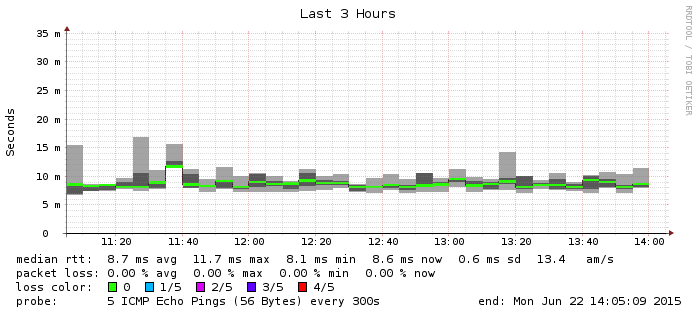 Last 3 Hours
RRDTOOL / TOBI OETIKER
Seconds
35 m
30 m
25 m
20 m
15 m
10 m
5 m
0
11:20 11:40 12:00 12:20 12:40 13:00 13:20 13:40 14:00
median rtt: 8.7 ms avg 11.7 ms max 8.1 ms min 8.6 ms now 0.6 ms sd 13.4 am/s
packet loss: 0.00 % avg 0.00 % max 0.00 % min 0.00 % now
loss color: 0 1/5 2/5 3/5 4/5
probe: 5 ICMP Echo Pings (56 Bytes) every 300s end: Mon Jun 22 14:05:09 2015